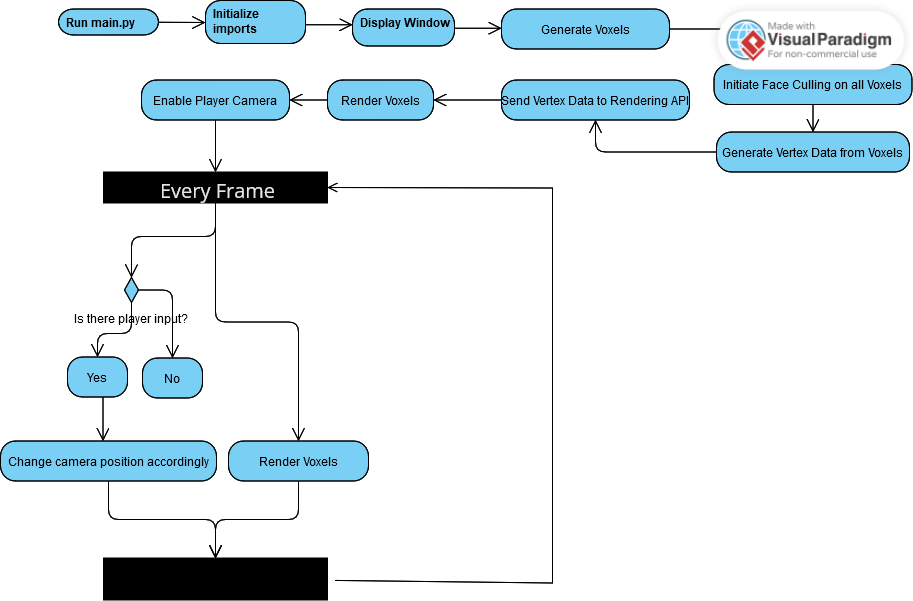 Run main.py
Initialize
imports
Display Window
Generate Voxels
Made with
Visual Paradigm
For non-commercial use
Initiate Face Culling on all Voxels
Enable Player Camera
Render Voxels
Send Vertex Data to Rendering API
Generate Vertex Data from Voxels
Every Frame
Is there player input?
Yes
No
Change camera position accordingly
Render Voxels